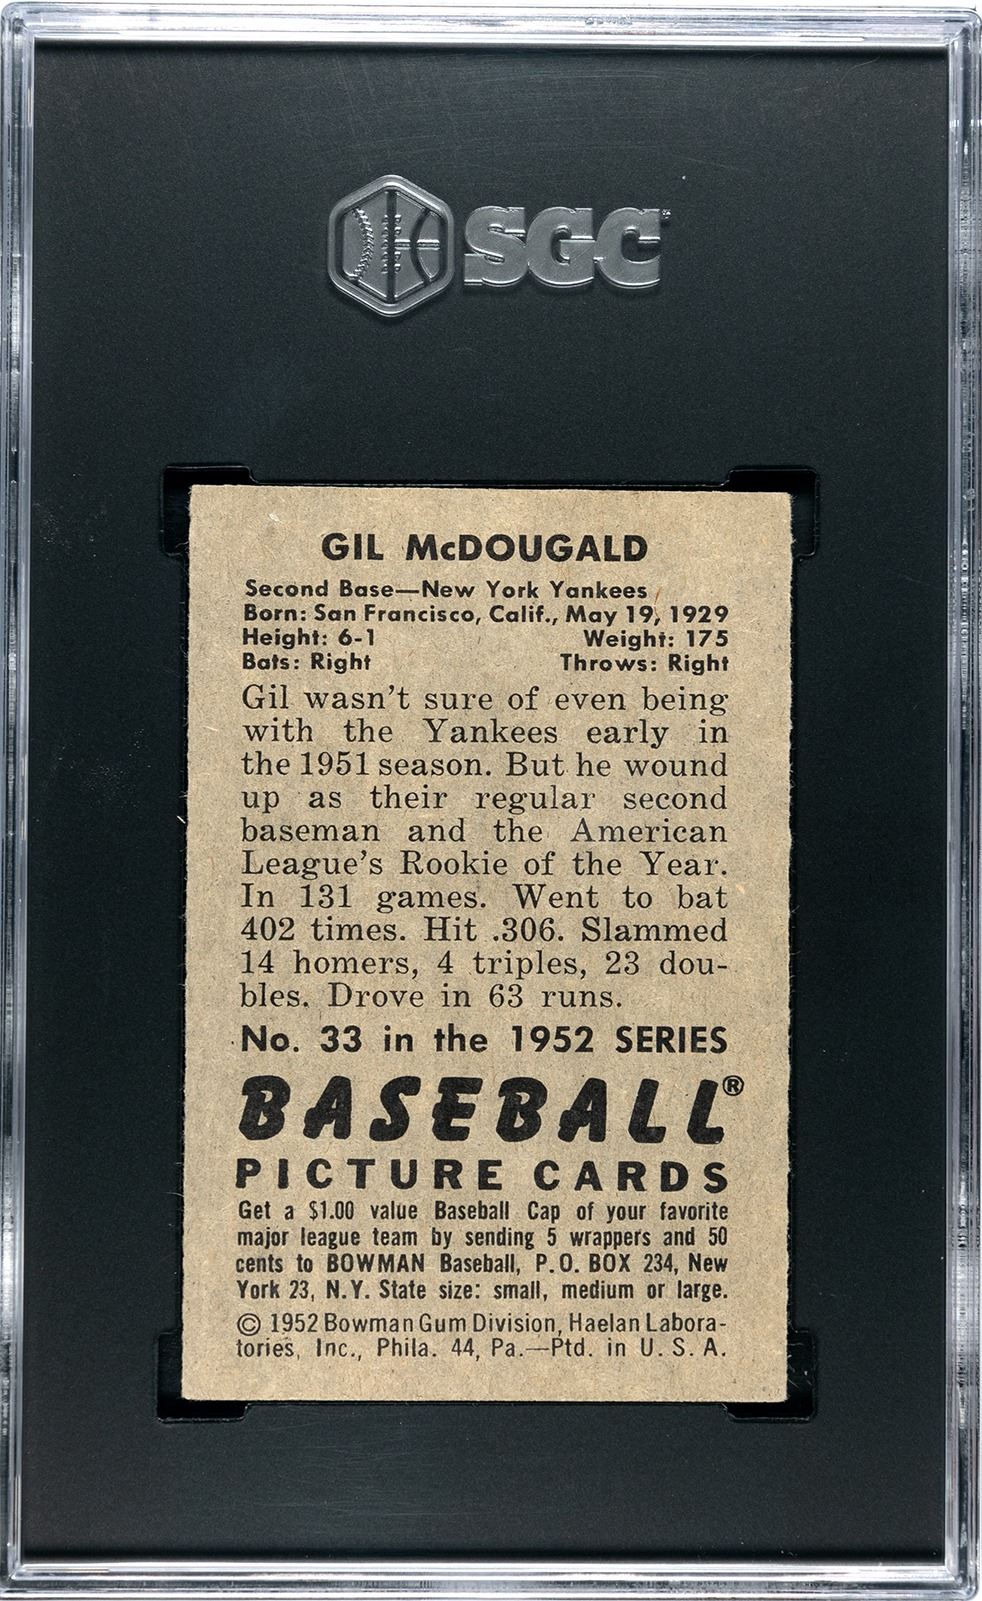 SGC
GIL McDOUGALD
Second Base—New York Yankees
Born: San Francisco, Calif., May 19, 1929
Height: 6-1 Weight: 175
Bats: Right Throws: Right
Gil wasn't sure of even being
with the Yankees early in
the 1951 season. But he wound
up as their regular second
baseman and the American
League's Rookie of the Year.
In 131 games. Went to bat
402 times. Hit .306. Slammed
14 homers, 4 triples, 23 dou-
bles. Drove in 63 runs.
No. 33 in the 1952 SERIES
BASEBALL®
PICTURE CARDS
Get a $1.00 value Baseball Cap of your favorite
major league team by sending 5 wrappers and 50
cents to BOWMAN Baseball, P.O. BOX 234, New
York 23, N.Y. State size: small, medium or large.
© 1952 Bowman Gum Division, Haelan Labora-
tories, Inc., Phila. 44, Pa.—Ptd. in U. S. A.